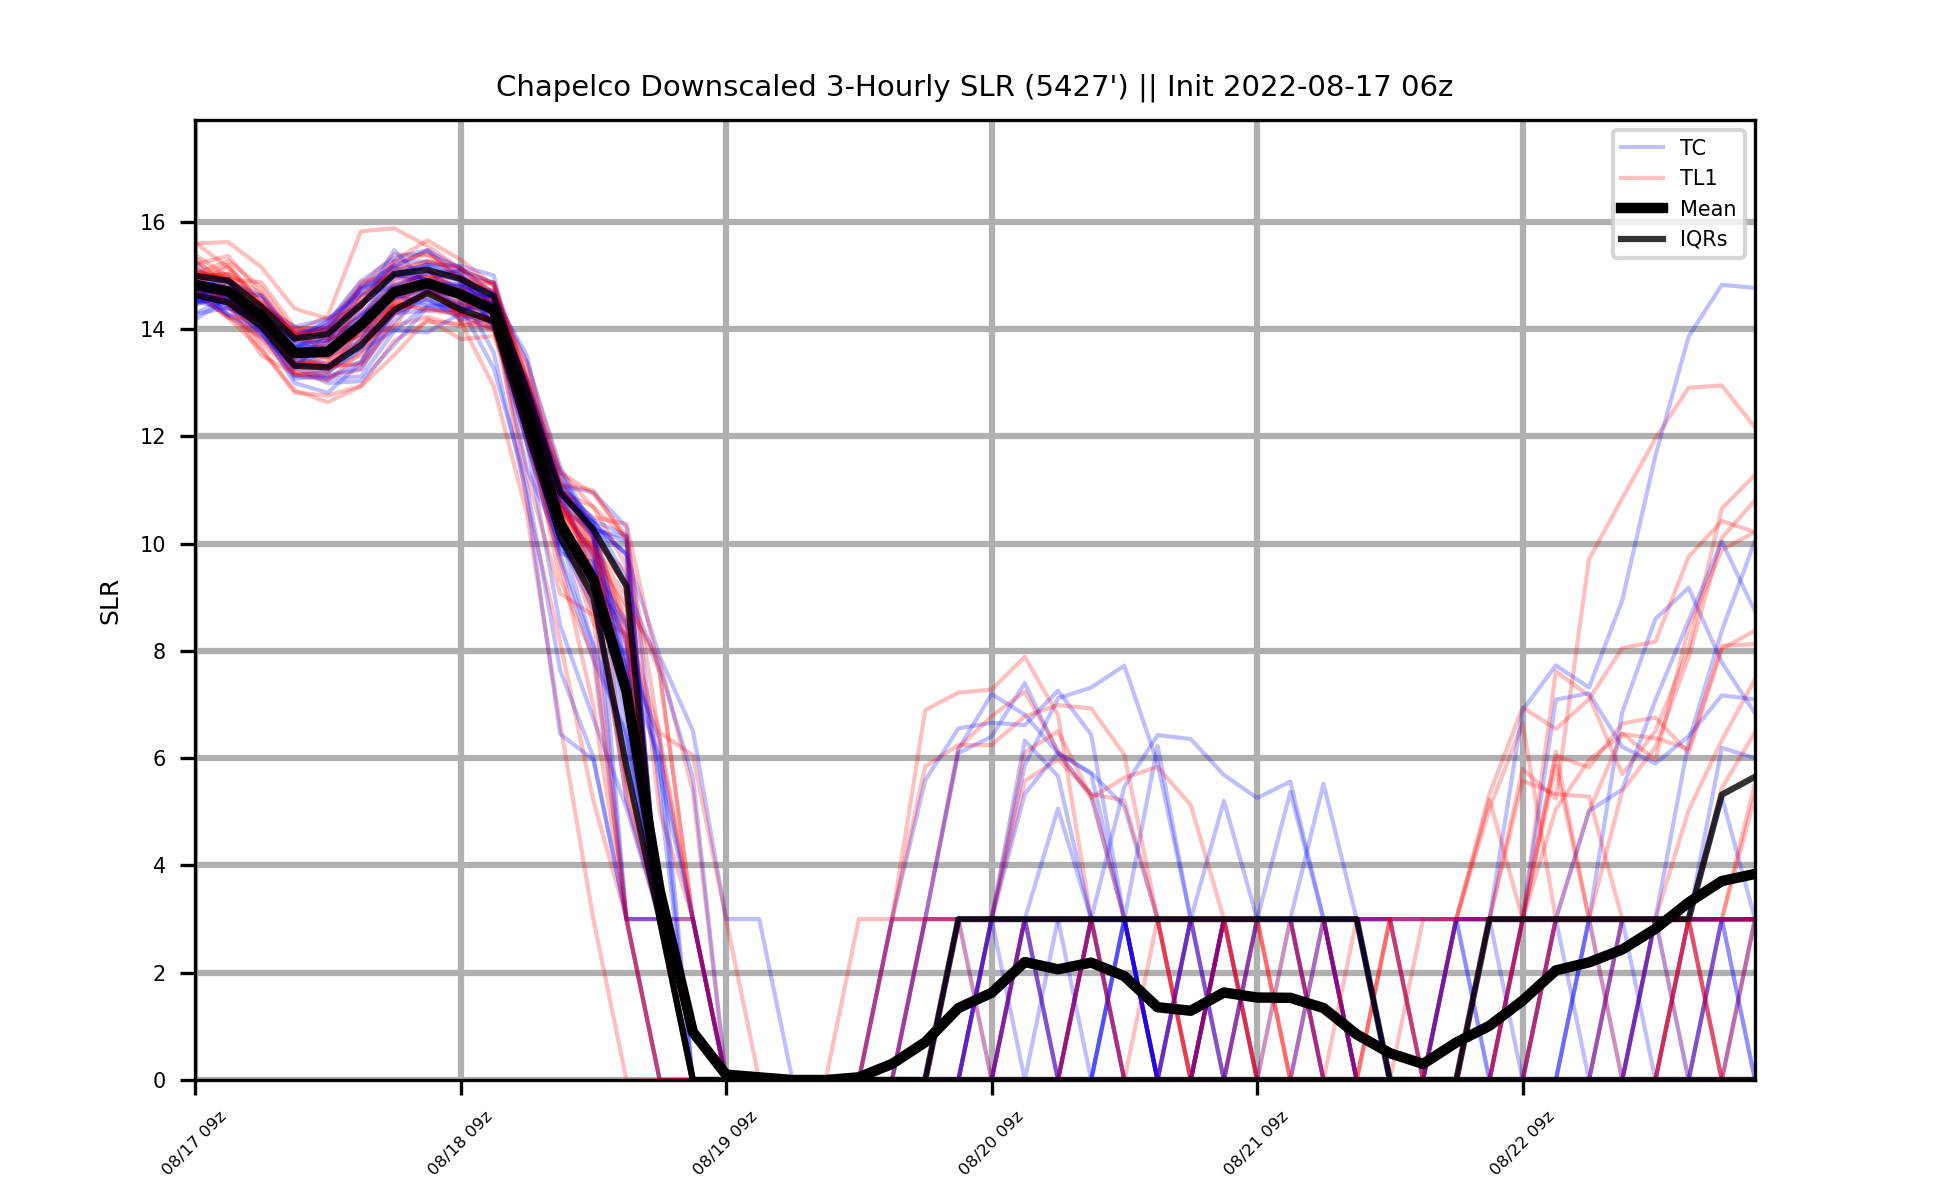 Chapelco Downscaled 3-Hourly SLR (5427') || Init 2022-08-17 06z
TC
TL1
Mean
IQRs
16
14
12
10
8
6
4
2
0
SLR
08/17 09z
08/18 09z
08/19 09z
08/20 09z
08/21 09z
08/22 09z